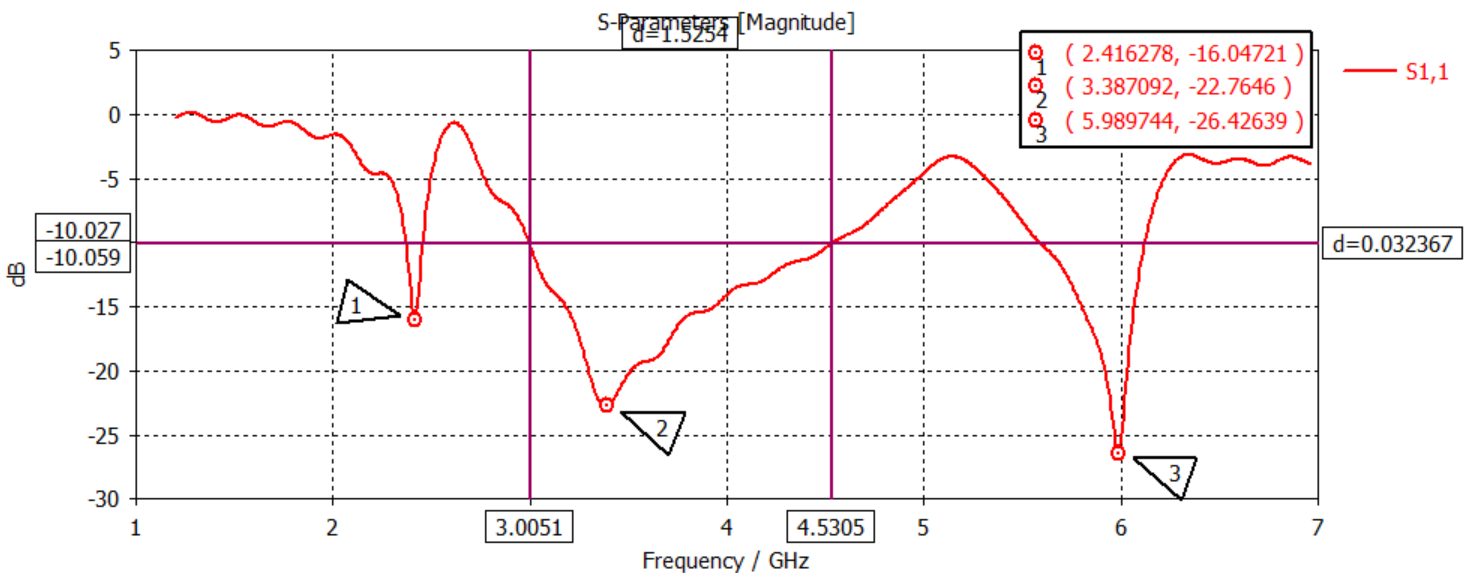 S-Parameters [Magnitude]
d=1.5254
1 ( 2.416278, -16.04721 )
2 ( 3.387092, -22.7646 )
3 ( 5.989744, -26.42639 )
S1,1
5
0
-5
-10.027
-10.059
d=0.032367
-15
-20
-25
-30
dB
1
2
3
1
2
3.0051
4
4.5305
5
6
7
Frequency / GHz